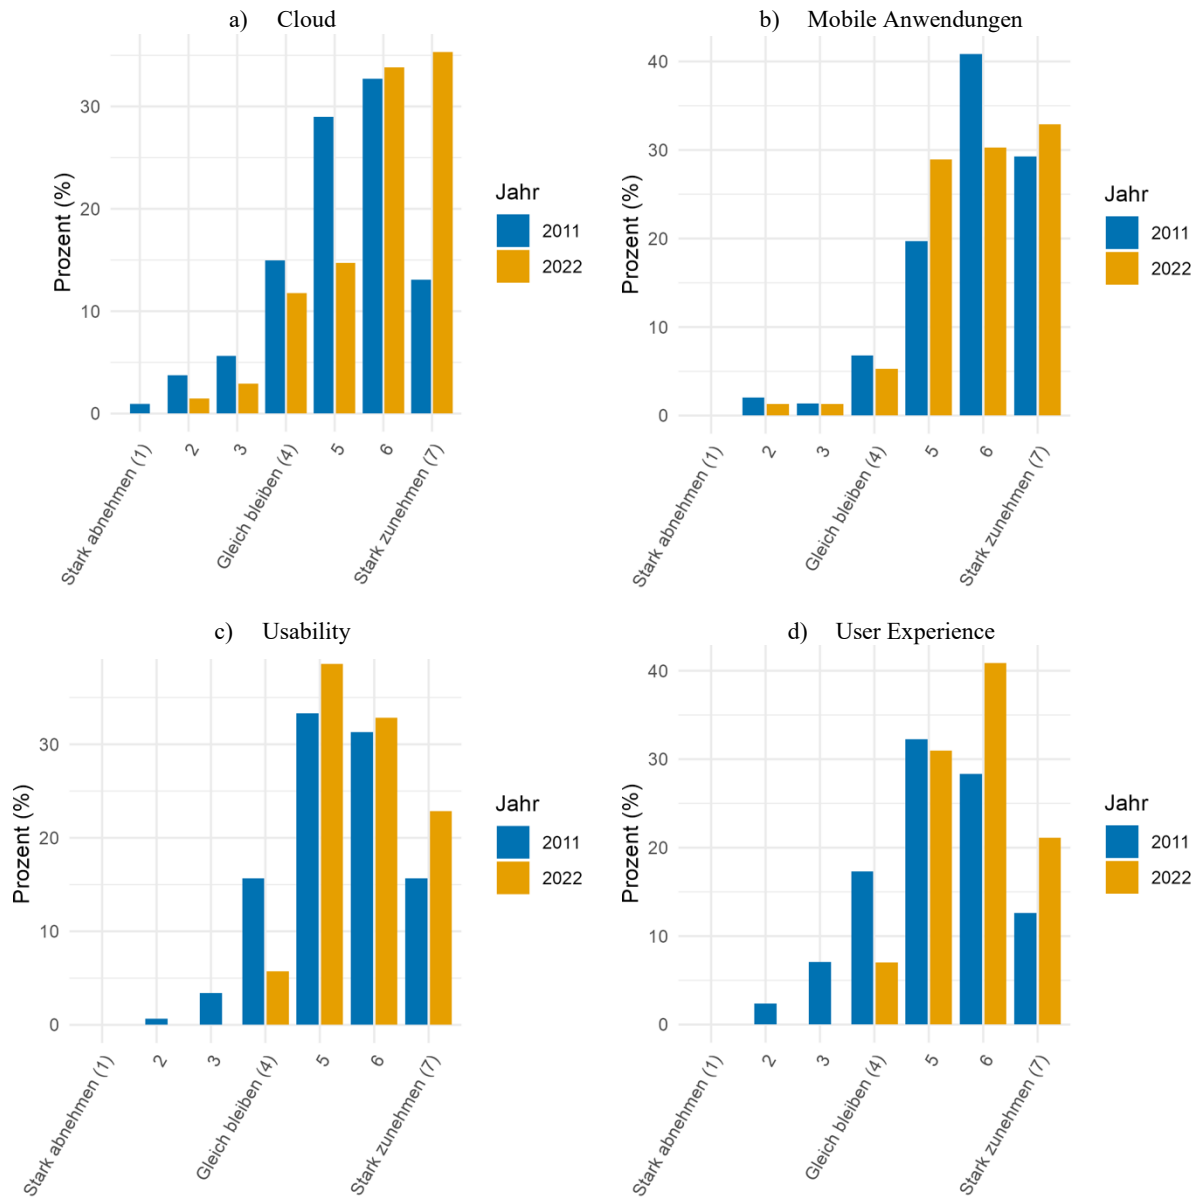 a) Cloud
Prozent (%)
30
20
10
0
Stark abnehmen (1)
2
3
Gleich bleiben (4)
5
6
Stark zunehmen (7)
Jahr
2011
2022
b) Mobile Anwendungen
Prozent (%)
40
30
20
10
0
Stark abnehmen (1)
2
3
Gleich bleiben (4)
5
6
Stark zunehmen (7)
Jahr
2011
2022
c) Usability
Prozent (%)
30
20
10
0
Stark abnehmen (1)
2
3
Gleich bleiben (4)
5
6
Stark zunehmen (7)
Jahr
2011
2022
d) User Experience
Prozent (%)
40
30
20
10
0
Stark abnehmen (1)
2
3
Gleich bleiben (4)
5
6
Stark zunehmen (7)
Jahr
2011
2022